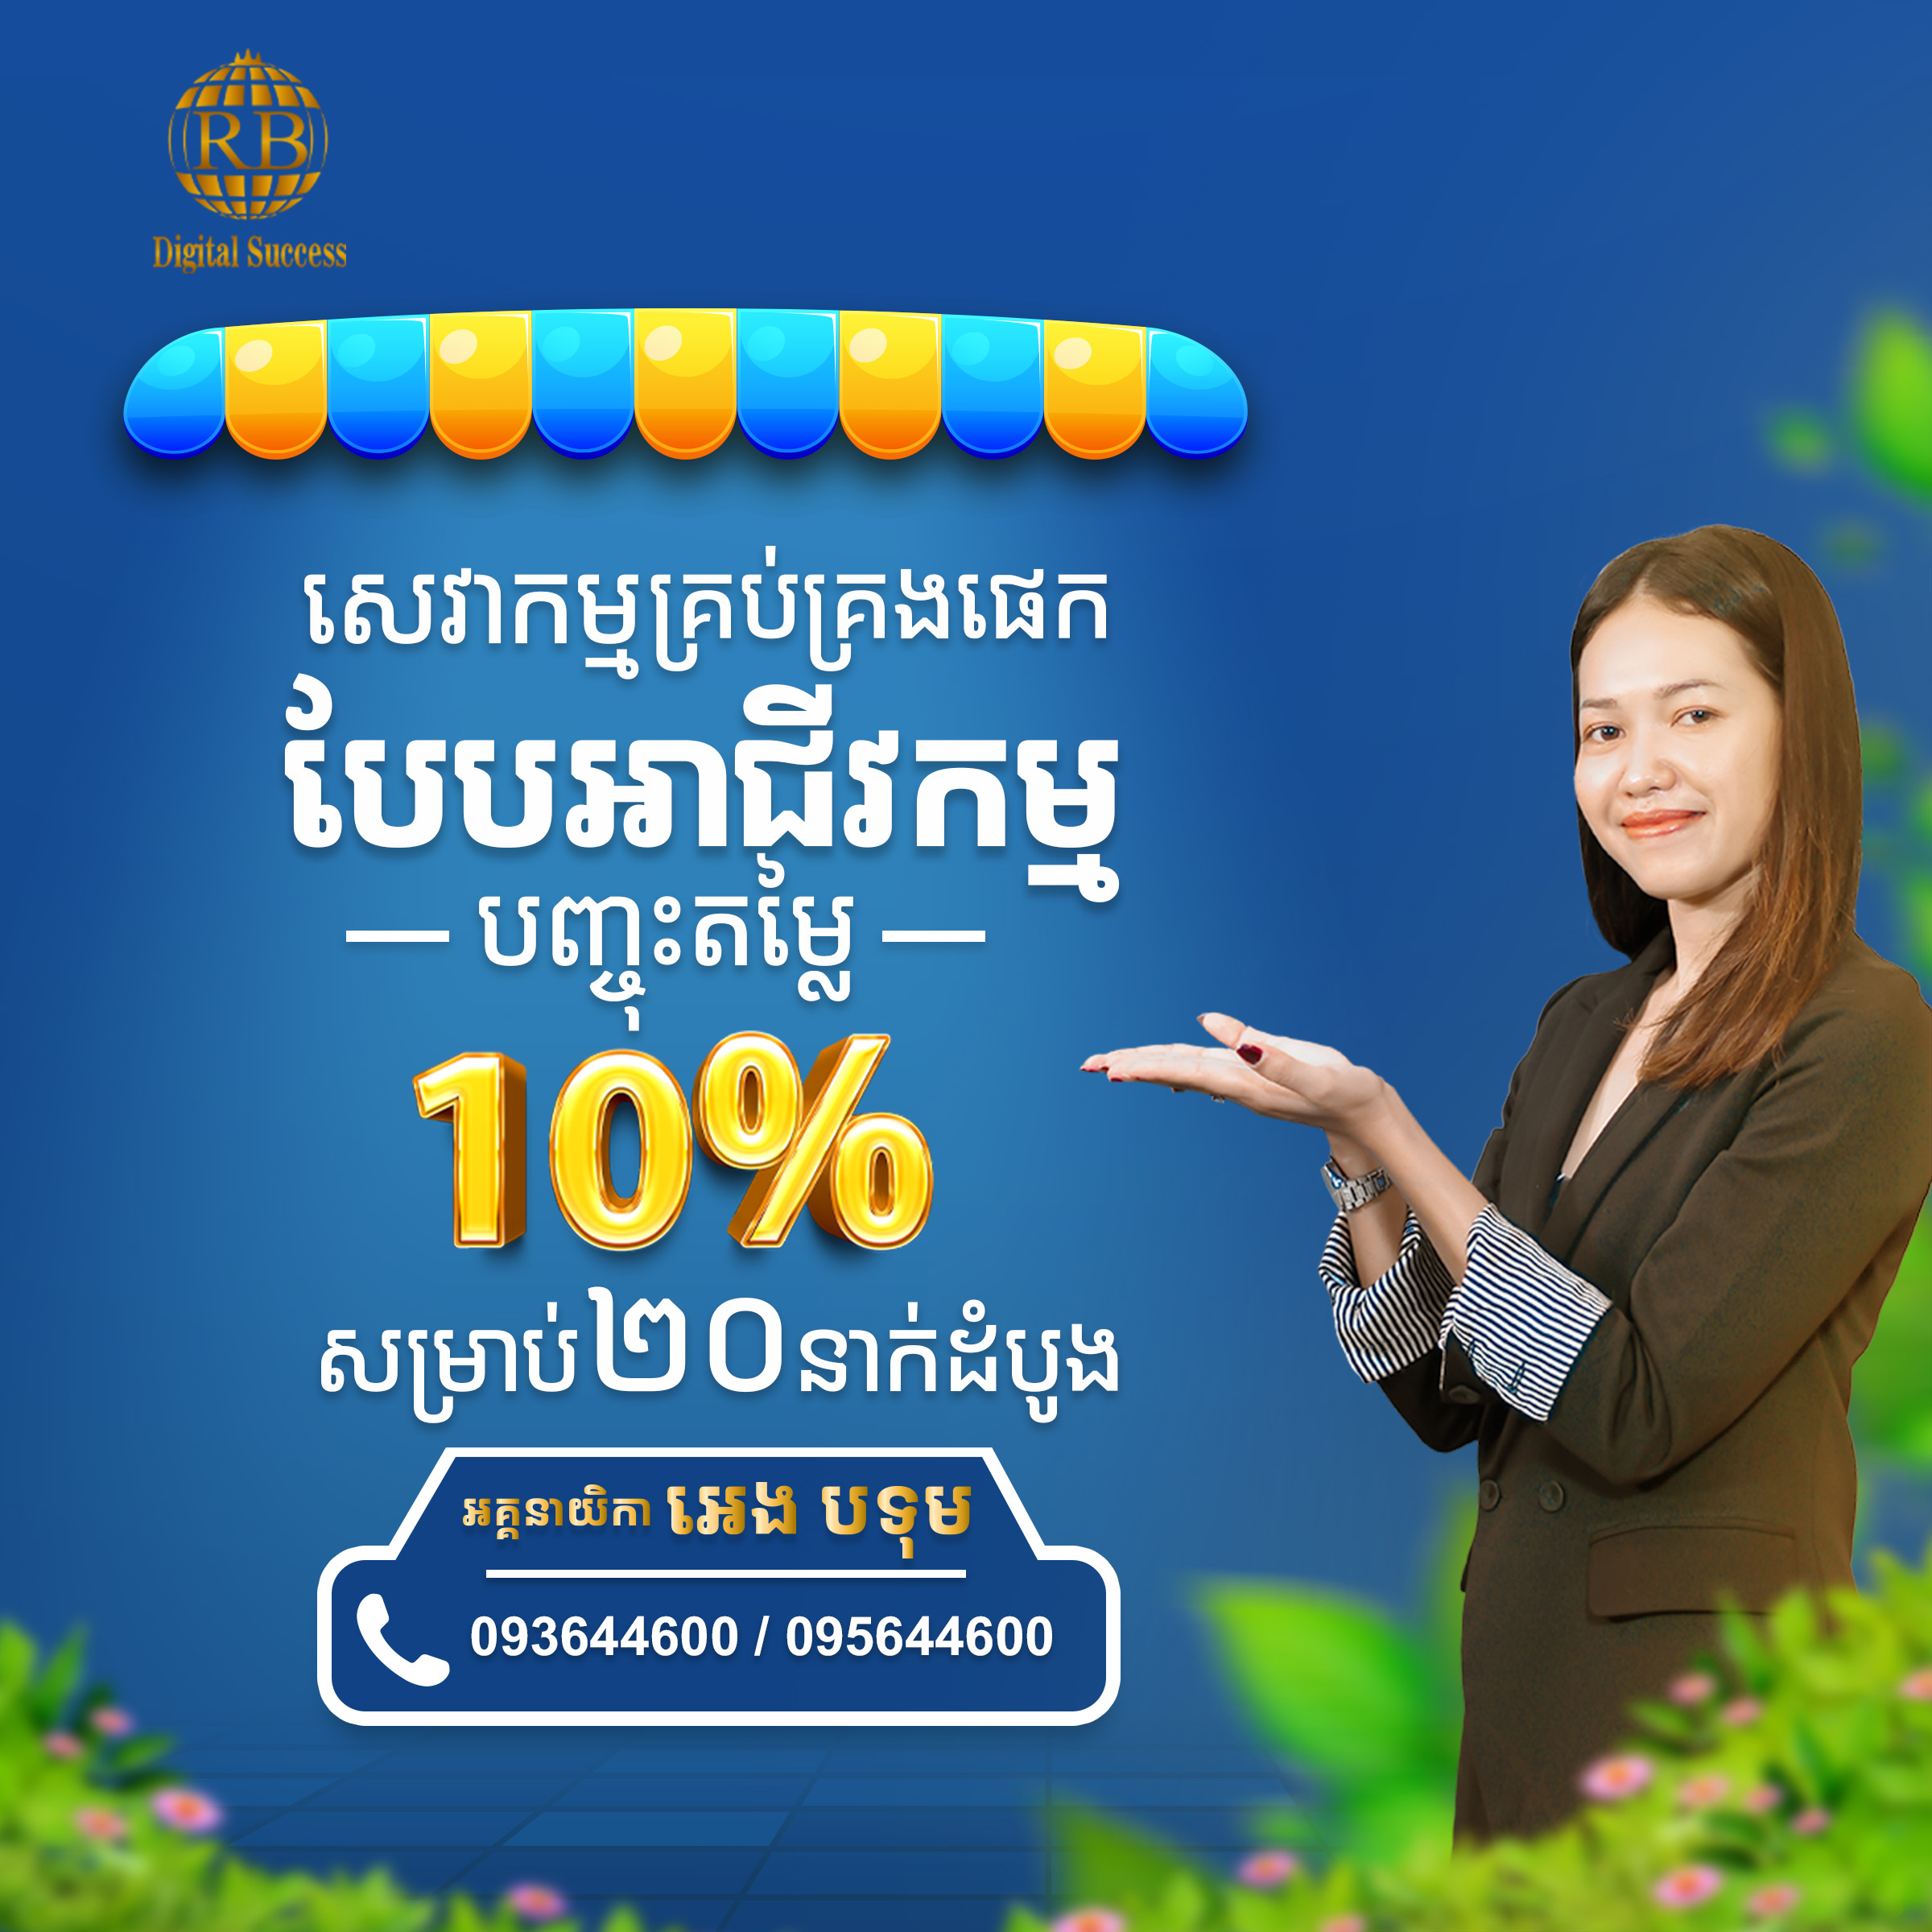 RB
Digital Success
សេវាកម្មគ្រប់គ្រងផេក
បែបអាជីវកម្ម
បញ្ចុះតម្លៃ
10%
សម្រាប់២០នាក់ដំបូង
អគ្គនាយិកា អេង បទុម
093644600 / 095644600